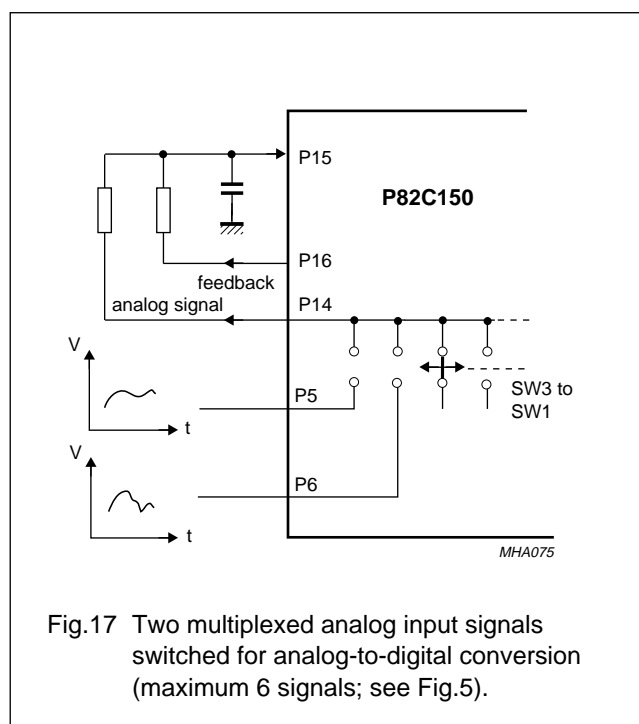 P15
P82C150
P16
feedback
analog signal
P14
V
P5
SW3 to
SW1
t
V
P6
t
MHA075
Fig.17 Two multiplexed analog input signals
switched for analog-to-digital conversion
(maximum 6 signals; see Fig.5).